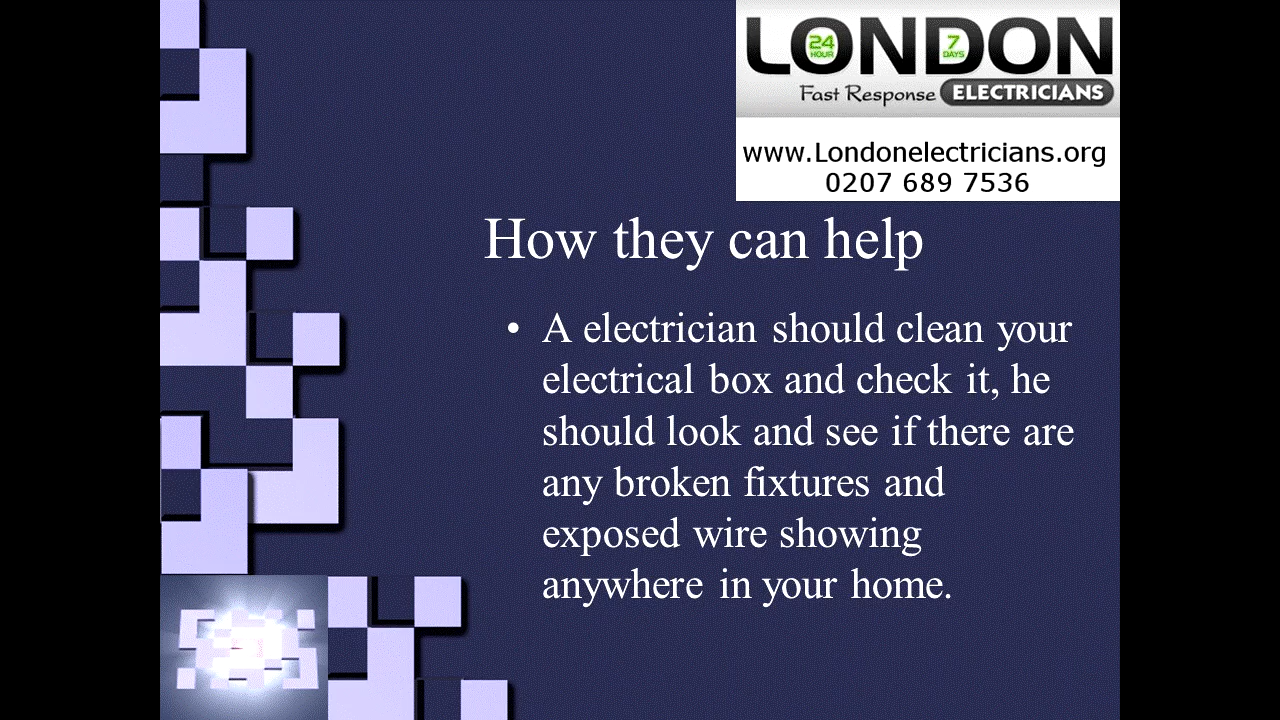 LONDON
24 HOUR
7 DAYS
Fast Response ELECTRICIANS
www.Londonelectricians.org
0207 689 7536
How they can help
• A electrician should clean your
electrical box and check it, he
should look and see if there are
any broken fixtures and
exposed wire showing
anywhere in your home.